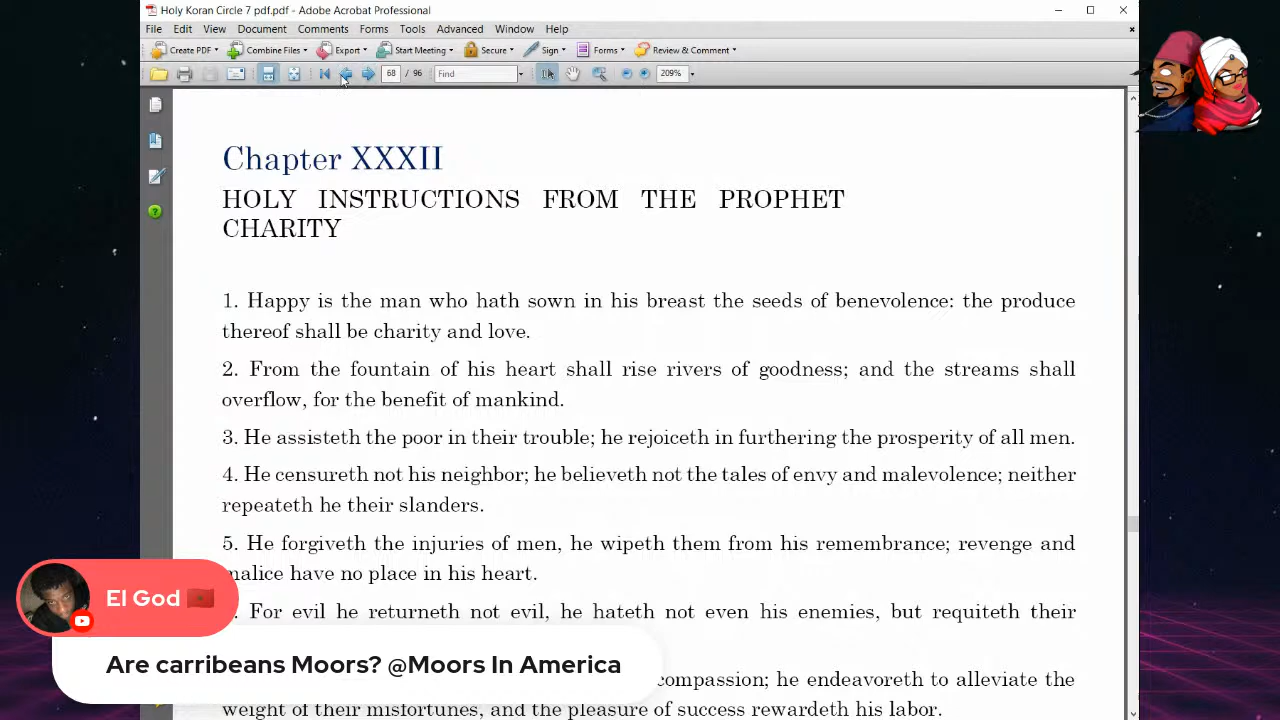 Holy Koran Circle 7 pdf.pdf - Adobe Acrobat Professional
File Edit View Document Comments Forms Tools Advanced Window Help
Create PDF Combine Files Export Start Meeting Secure Sign Forms Review & Comment
68 / 96 Find 209%
Chapter XXXII
HOLY INSTRUCTIONS FROM THE PROPHET
CHARITY
1. Happy is the man who hath sown in his breast the seeds of benevolence: the produce
thereof shall be charity and love.
2. From the fountain of his heart shall rise rivers of goodness; and the streams shall
overflow, for the benefit of mankind.
3. He assisteth the poor in their trouble; he rejoiceth in furthering the prosperity of all men.
4. He censureth not his neighbor; he believeth not the tales of envy and malevolence; neither
repeateth he their slanders.
5. He forgiveth the injuries of men, he wipeth them from his remembrance; revenge and
malice have no place in his heart.
For evil he returneth not evil, he hateth not even his enemies, but requiteth their
compassion; he endeavoreth to alleviate the
weight of their misfortunes, and the pleasure of success rewardeth his labor.
El God
Are carribeans Moors? @Moors In America